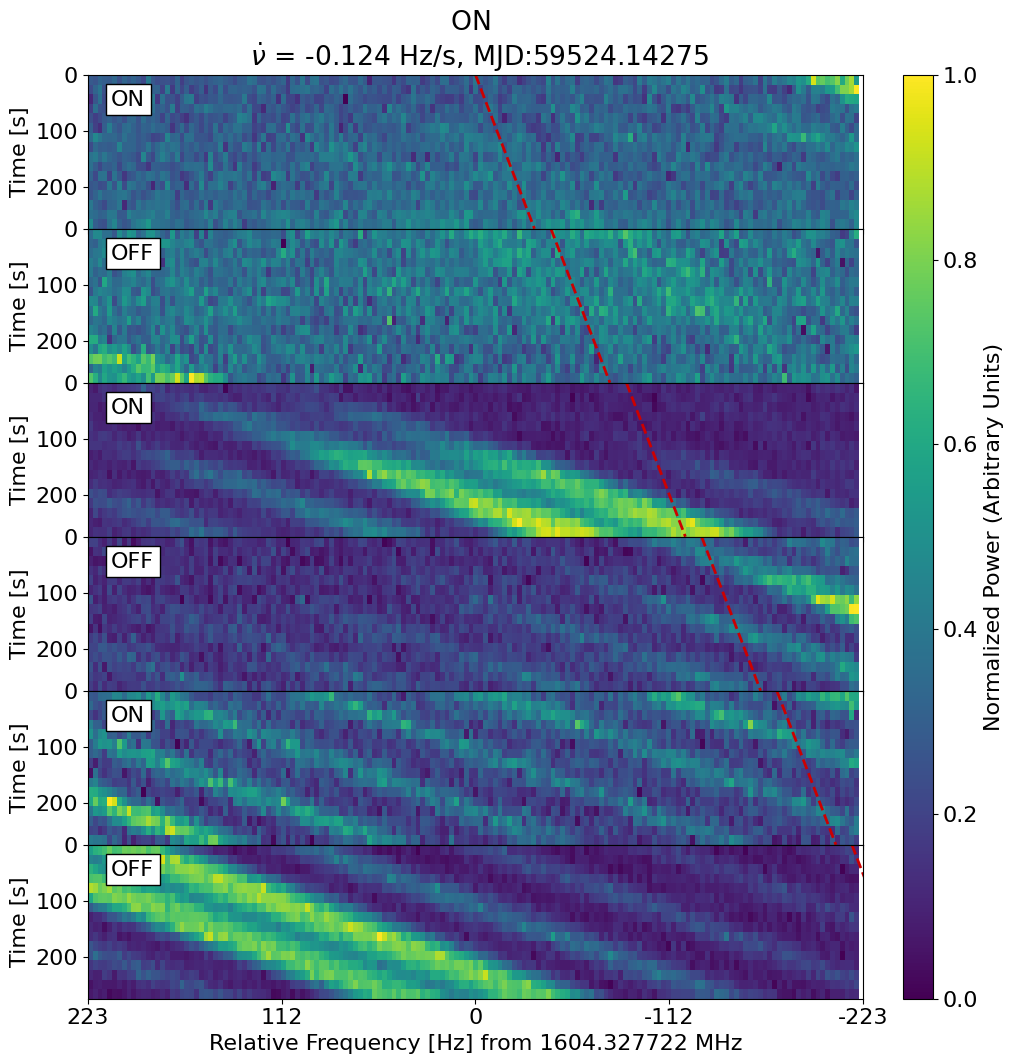 ON
ν̇ = -0.124 Hz/s, MJD:59524.14275
0
ON
100
200
Time [s]
0
OFF
100
200
Time [s]
0
ON
100
200
Time [s]
0
OFF
100
200
Time [s]
0
ON
100
200
Time [s]
0
OFF
100
200
Time [s]
223 112 0 -112 -223
Relative Frequency [Hz] from 1604.327722 MHz
1.0
0.8
0.6
0.4
0.2
0.0
Normalized Power (Arbitrary Units)